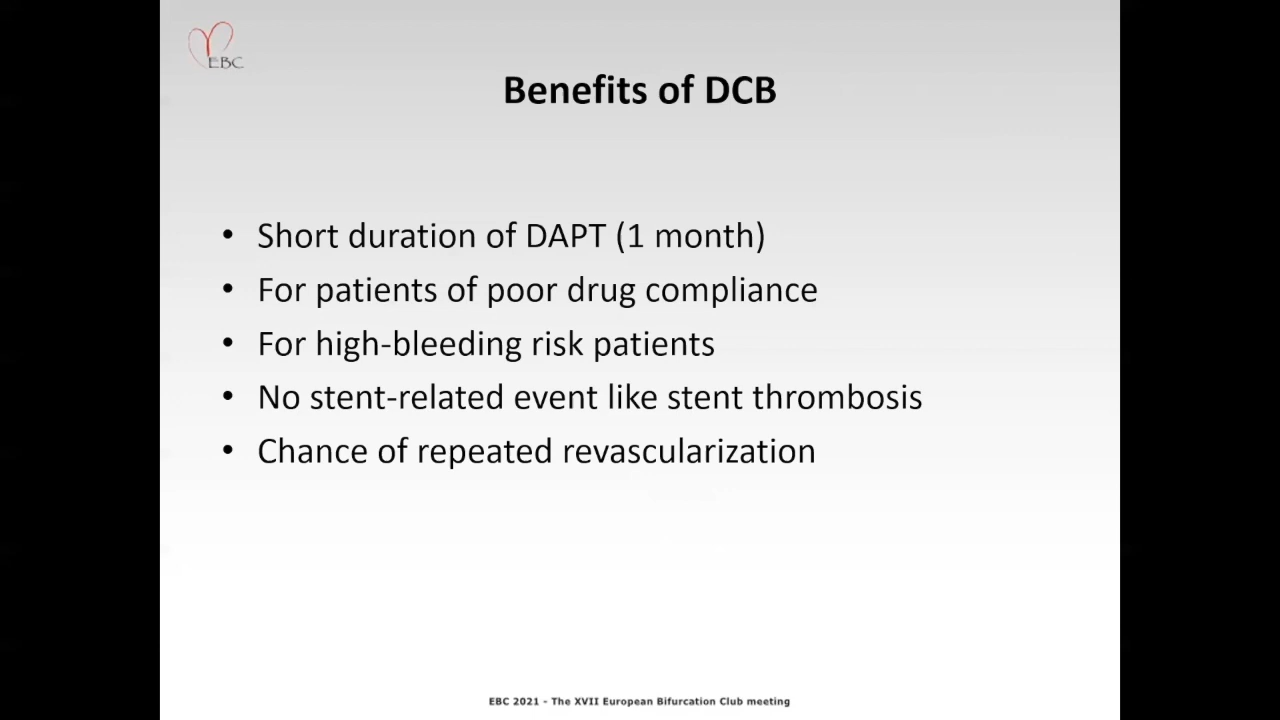 EBC
Benefits of DCB
• Short duration of DAPT (1 month)
• For patients of poor drug compliance
• For high-bleeding risk patients
• No stent-related event like stent thrombosis
• Chance of repeated revascularization
EBC 2021 - The XVII European Bifurcation Club meeting